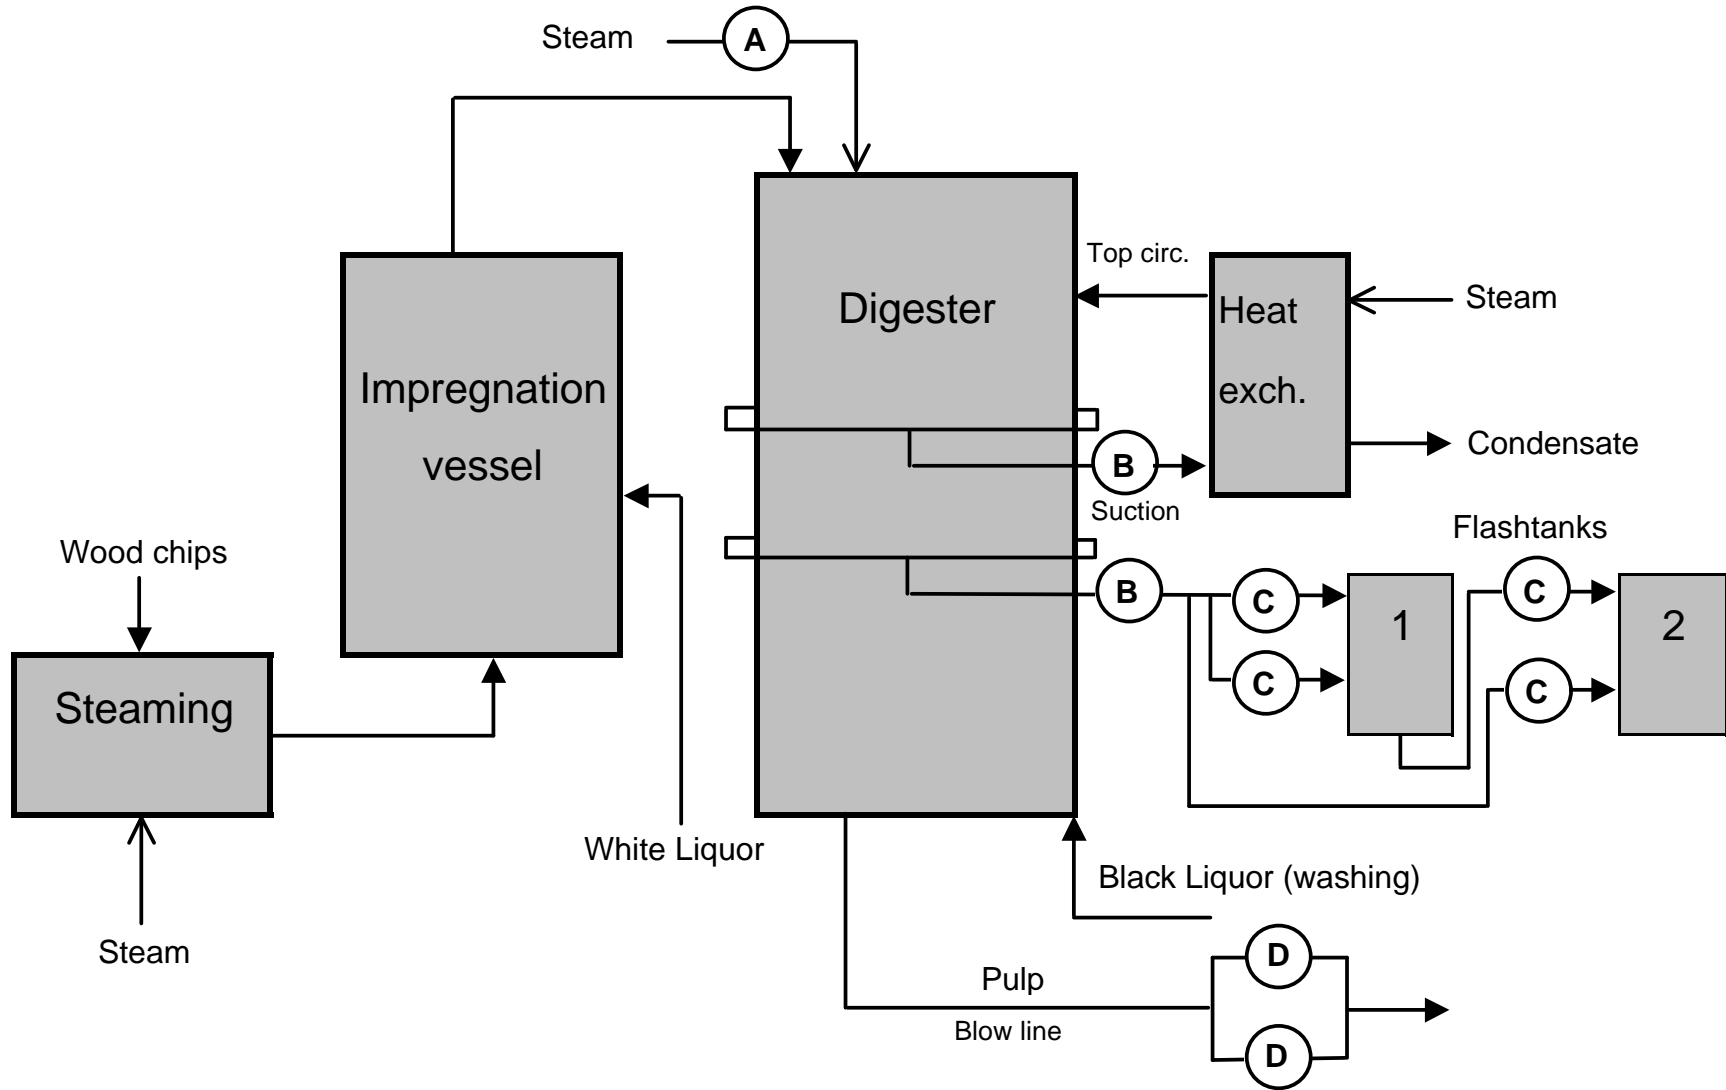 Steam
A
Top circ.
Digester
Heat
exch.
Steam
Impregnation
vessel
B
Condensate
Suction
Flashtanks
Wood chips
B
C
C
1
2
C
C
Steaming
White Liquor
Black Liquor (washing)
Steam
D
Pulp
Blow line
D